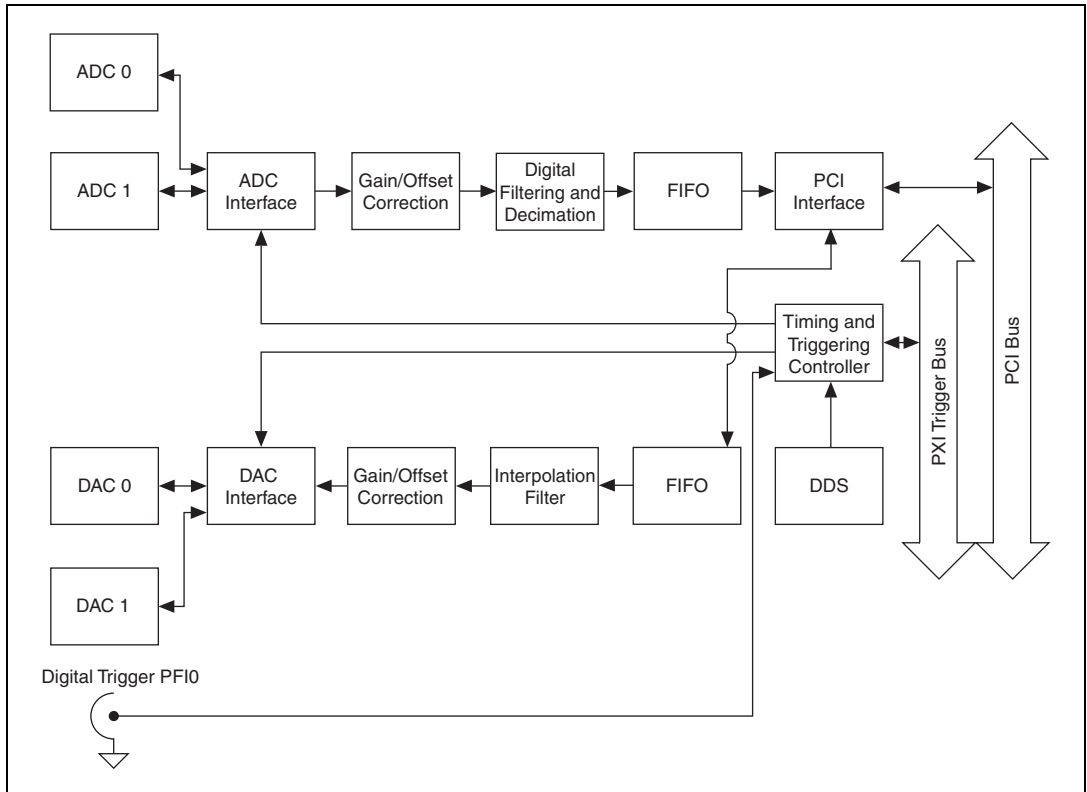 ADC 0
ADC 1
ADC
Interface
Gain/Offset
Correction
Digital
Filtering and
Decimation
FIFO
PCI
Interface
Timing and
Triggering
Controller
PXI Trigger Bus
PCI Bus
DAC 0
DAC
Interface
Gain/Offset
Correction
Interpolation
Filter
FIFO
DDS
DAC 1
Digital Trigger PFI0